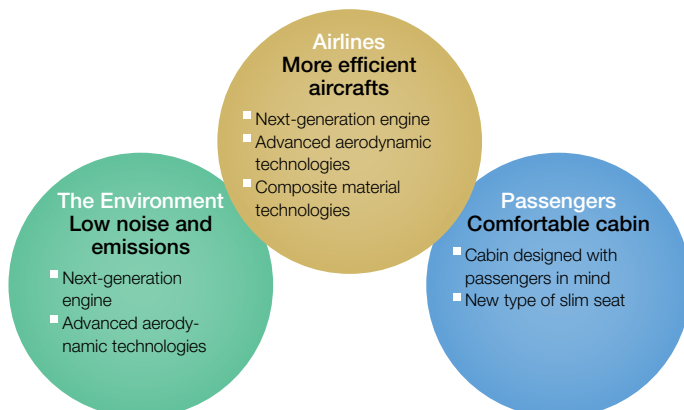 Airlines
More efficient
aircrafts
Next-generation engine
Advanced aerodynamic
technologies
Composite material
technologies
The Environment
Low noise and
emissions
Next-generation
engine
Advanced aerody-
namic technologies
Passengers
Comfortable cabin
Cabin designed with
passengers in mind
New type of slim seat